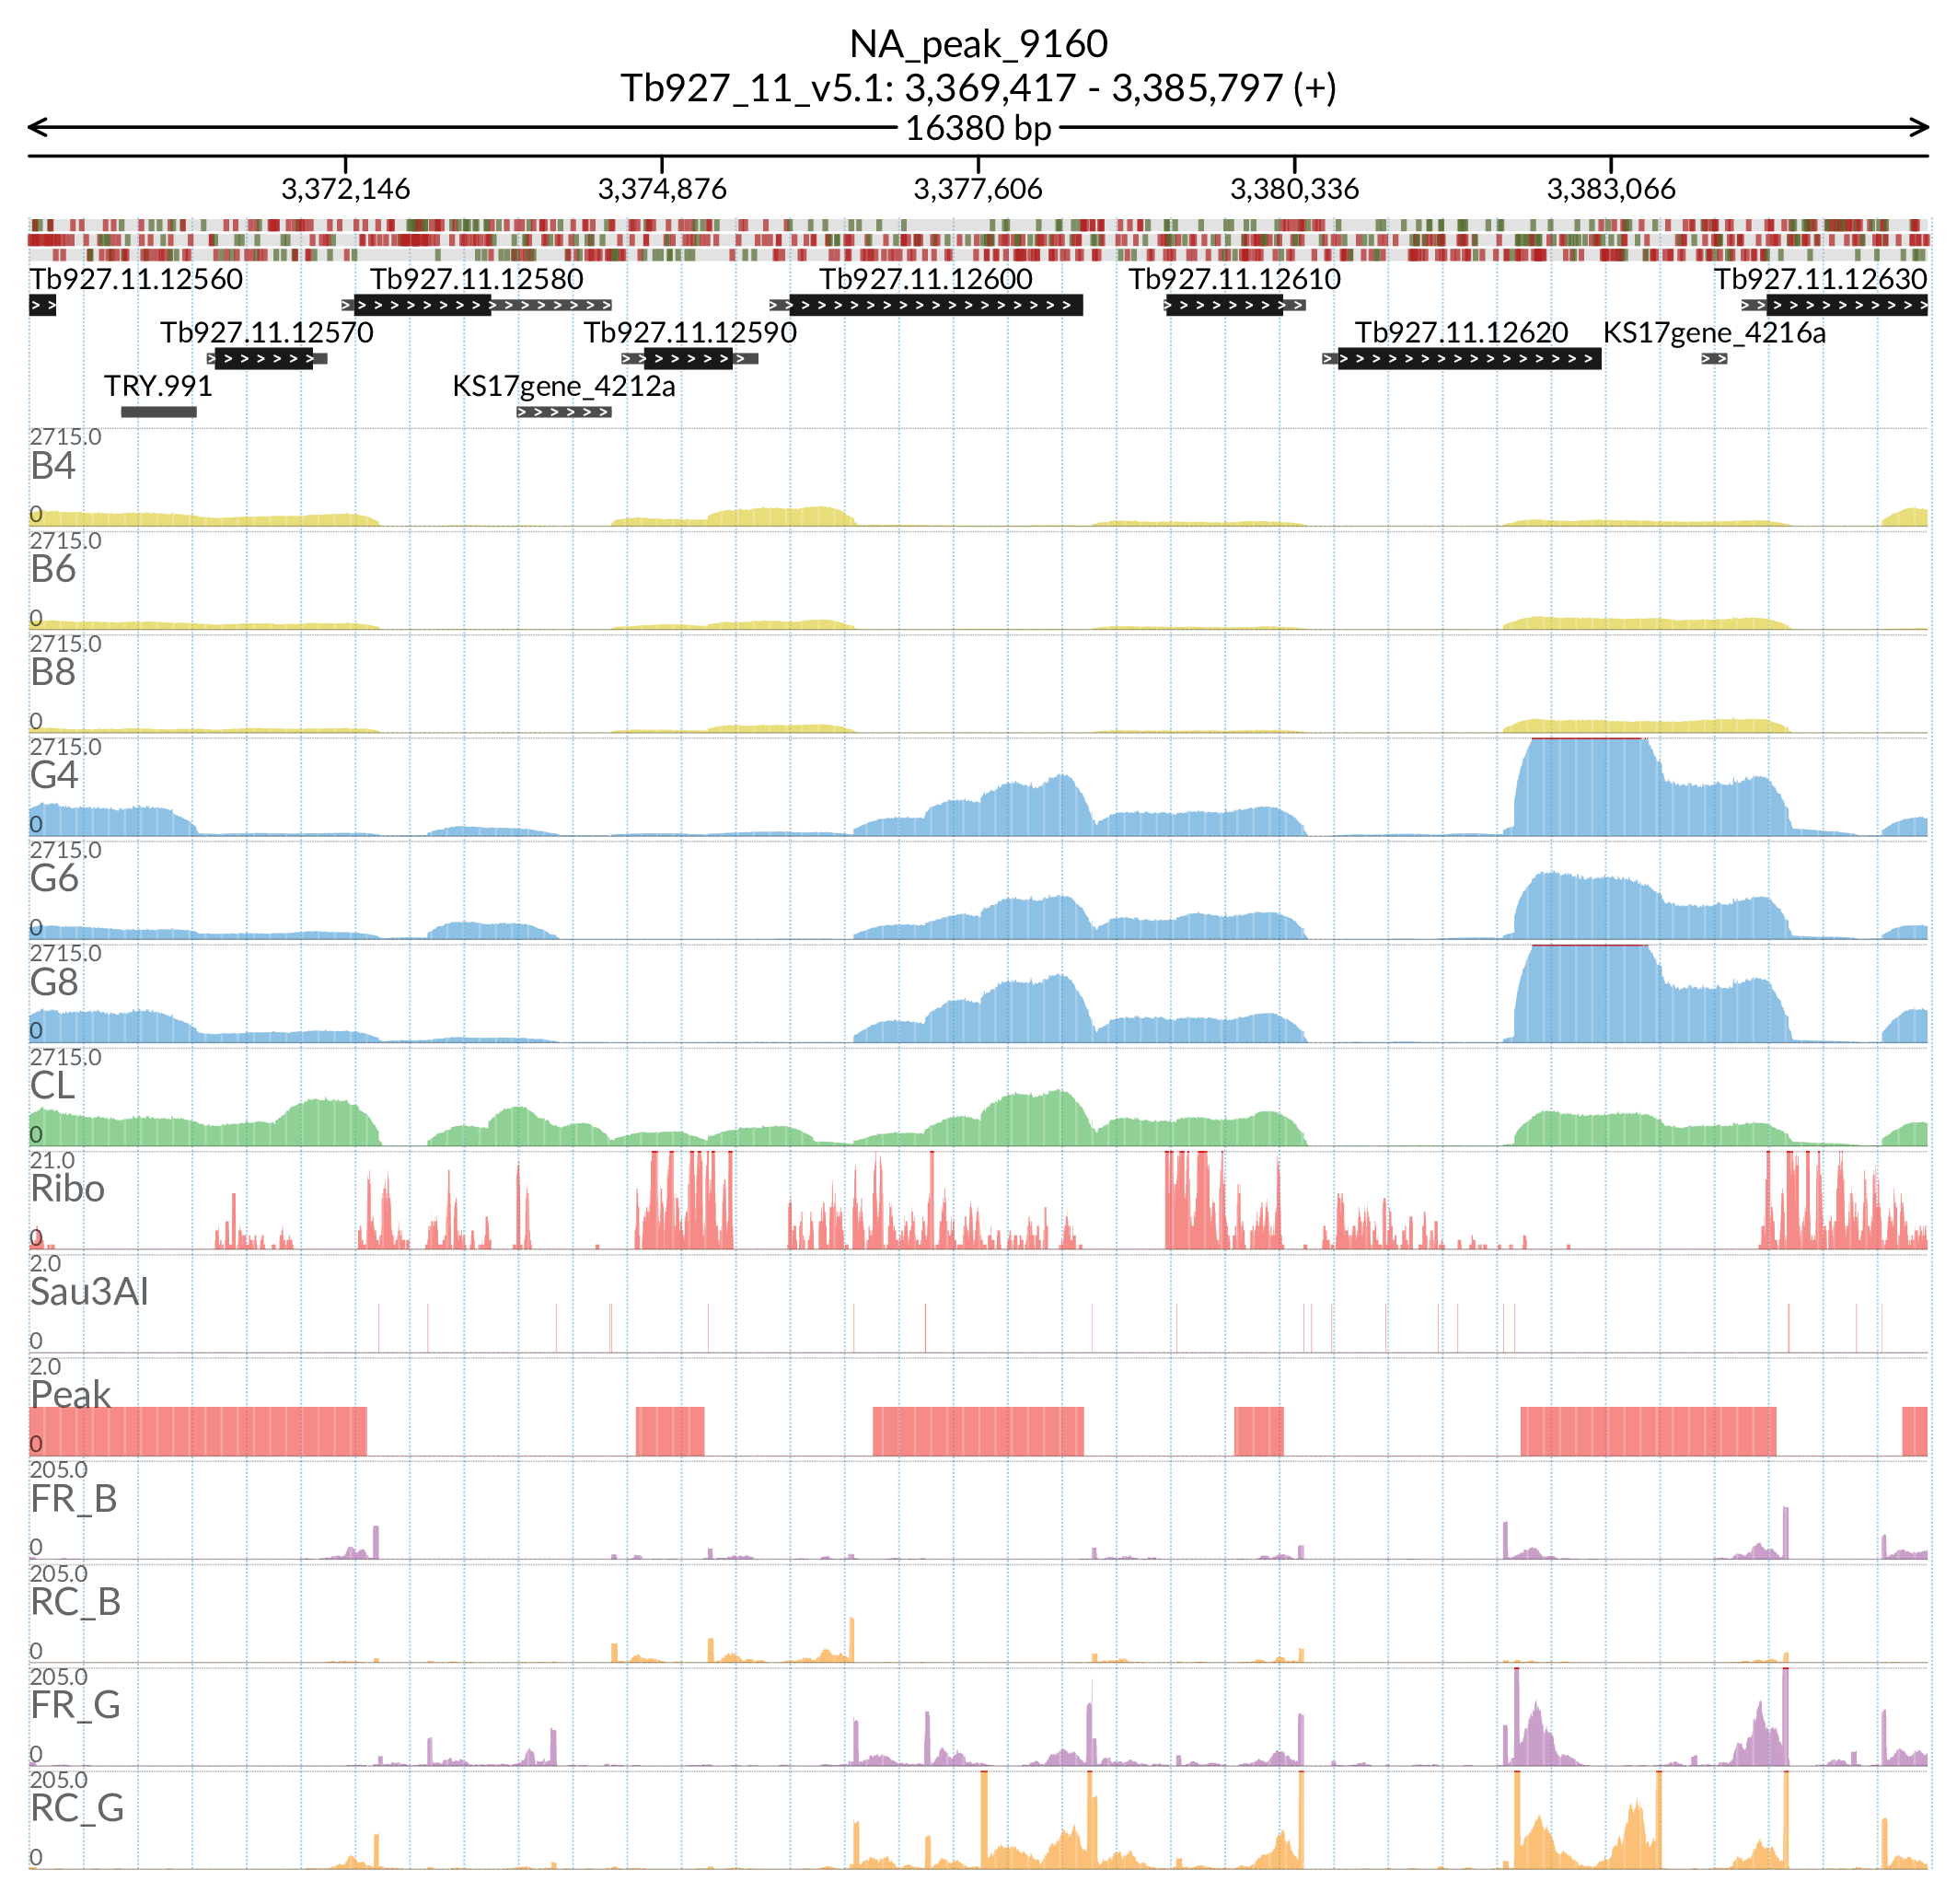 NA_peak_9160
Tb927_11_v5.1: 3,369,417 - 3,385,797 (+)
16380 bp
3,372,146 3,374,876 3,377,606 3,380,336 3,383,066
Tb927.11.12560 Tb927.11.12580 Tb927.11.12600 Tb927.11.12610 Tb927.11.12630
Tb927.11.12570 Tb927.11.12590 Tb927.11.12620 KS17gene_4216a
TRY.991 KS17gene_4212a
2715.0
B4
0
2715.0
B6
0
2715.0
B8
0
2715.0
G4
0
2715.0
G6
0
2715.0
G8
0
2715.0
CL
0
21.0
Ribo
0
2.0
Sau3AI
0
2.0
Peak
0
205.0
FR_B
0
205.0
RC_B
0
205.0
FR_G
0
205.0
RC_G
0